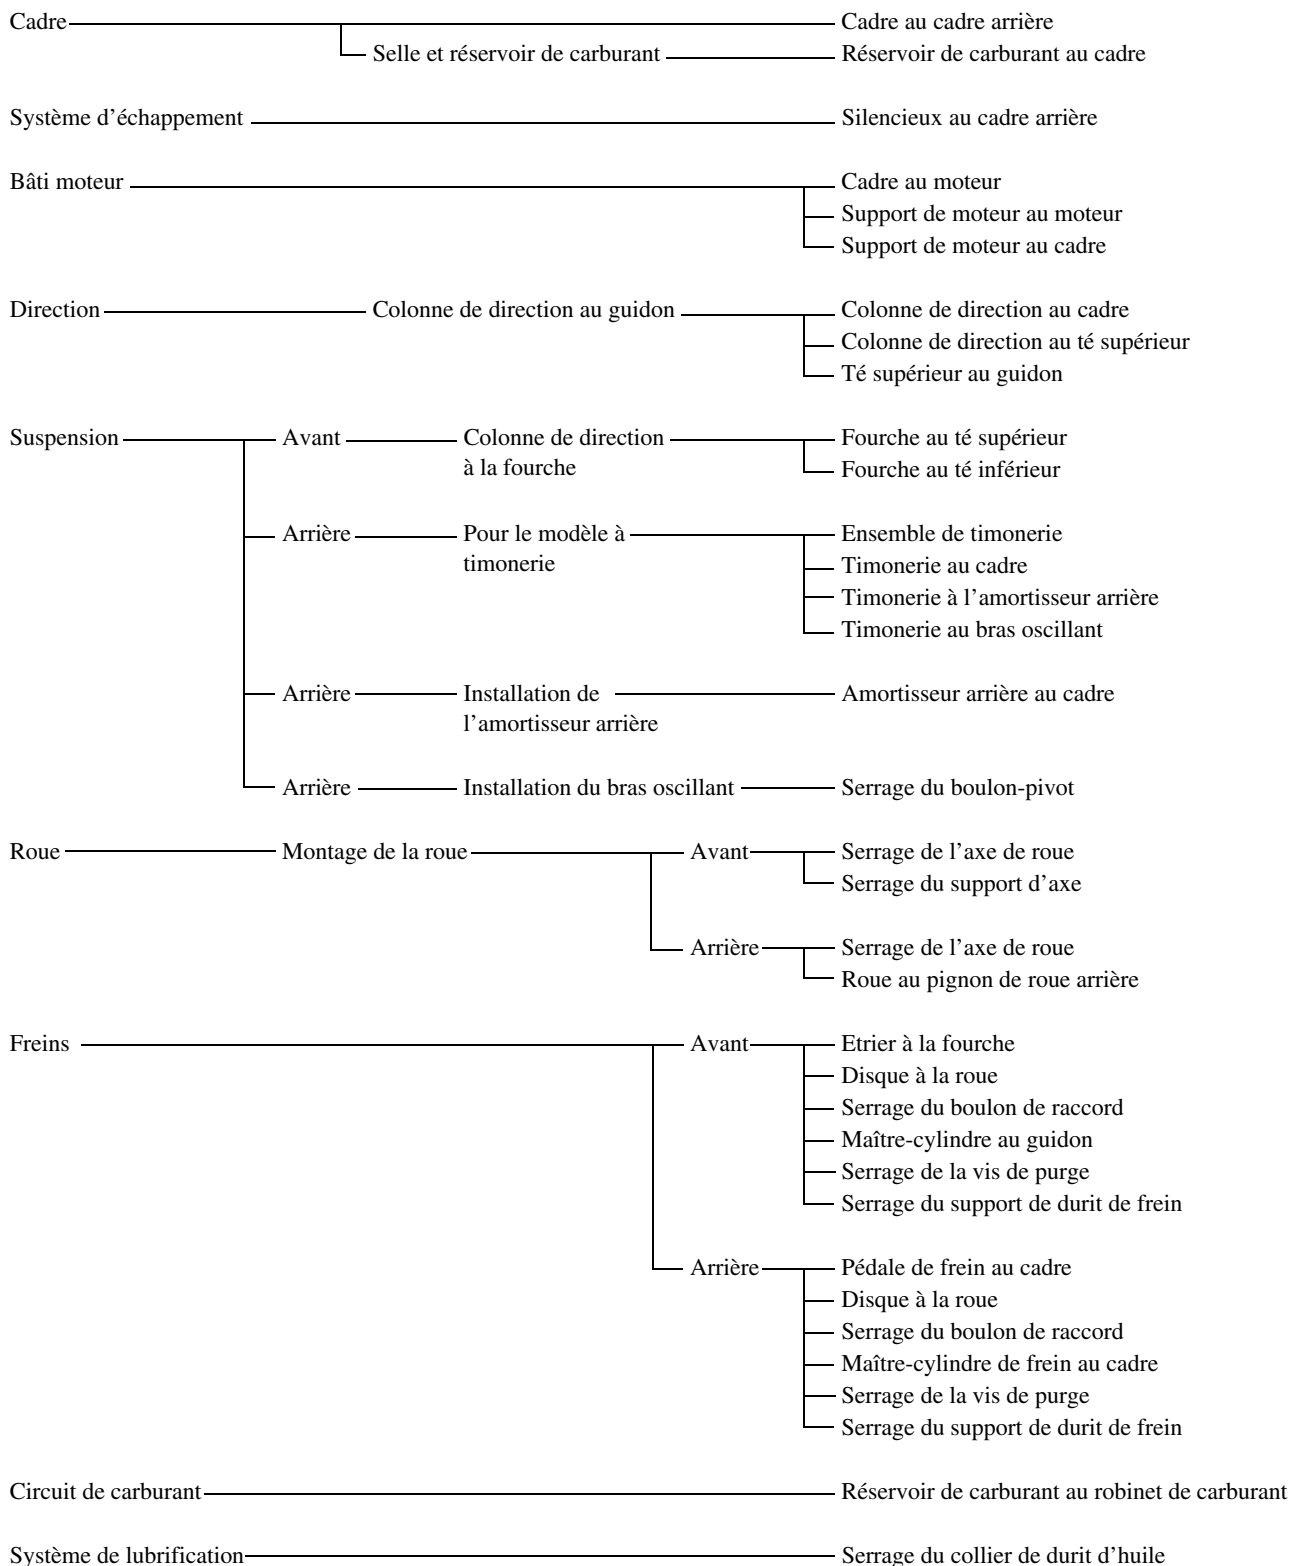 Cadre Cadre au cadre arrière
Selle et réservoir de carburant Réservoir de carburant au cadre
Système d’échappement Silencieux au cadre arrière
Bâti moteur Cadre au moteur
Support de moteur au moteur
Support de moteur au cadre
Direction Colonne de direction au guidon Colonne de direction au cadre
Colonne de direction au té supérieur
Té supérieur au guidon
Suspension Avant Colonne de direction Fourche au té supérieur
à la fourche Fourche au té inférieur
Arrière Pour le modèle à Ensemble de timonerie
timonerie Timonerie au cadre
Timonerie à l’amortisseur arrière
Timonerie au bras oscillant
Arrière Installation de Amortisseur arrière au cadre
l’amortisseur arrière
Arrière Installation du bras oscillant Serrage du boulon-pivot
Roue Montage de la roue Avant Serrage de l’axe de roue
Serrage du support d’axe
Arrière Serrage de l’axe de roue
Roue au pignon de roue arrière
Freins Avant Etrier à la fourche
Disque à la roue
Serrage du boulon de raccord
Maître-cylindre au guidon
Serrage de la vis de purge
Serrage du support de durit de frein
Arrière Pédale de frein au cadre
Disque à la roue
Serrage du boulon de raccord
Maître-cylindre de frein au cadre
Serrage de la vis de purge
Serrage du support de durit de frein
Circuit de carburant Réservoir de carburant au robinet de carburant
Système de lubrification Serrage du collier de durit d’huile